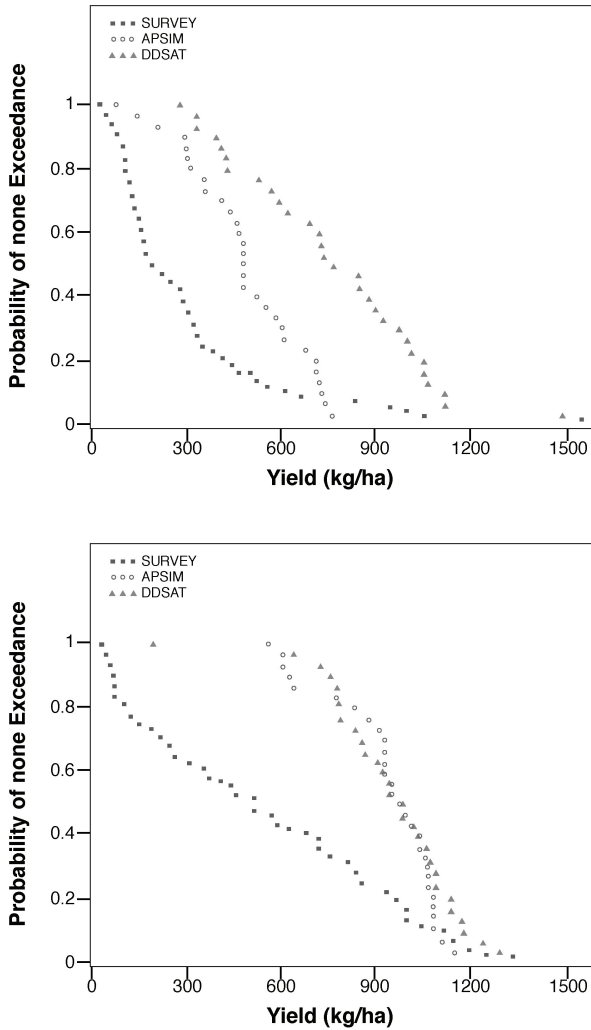 SURVEY
APSIM
DDSAT
Probability of none Exceedance
1
0.8
0.6
0.4
0.2
0
0 300 600 900 1200 1500
Yield (kg/ha)
SURVEY
APSIM
DDSAT
Probability of none Exceedance
1
0.8
0.6
0.4
0.2
0
0 300 600 900 1200 1500
Yield (kg/ha)